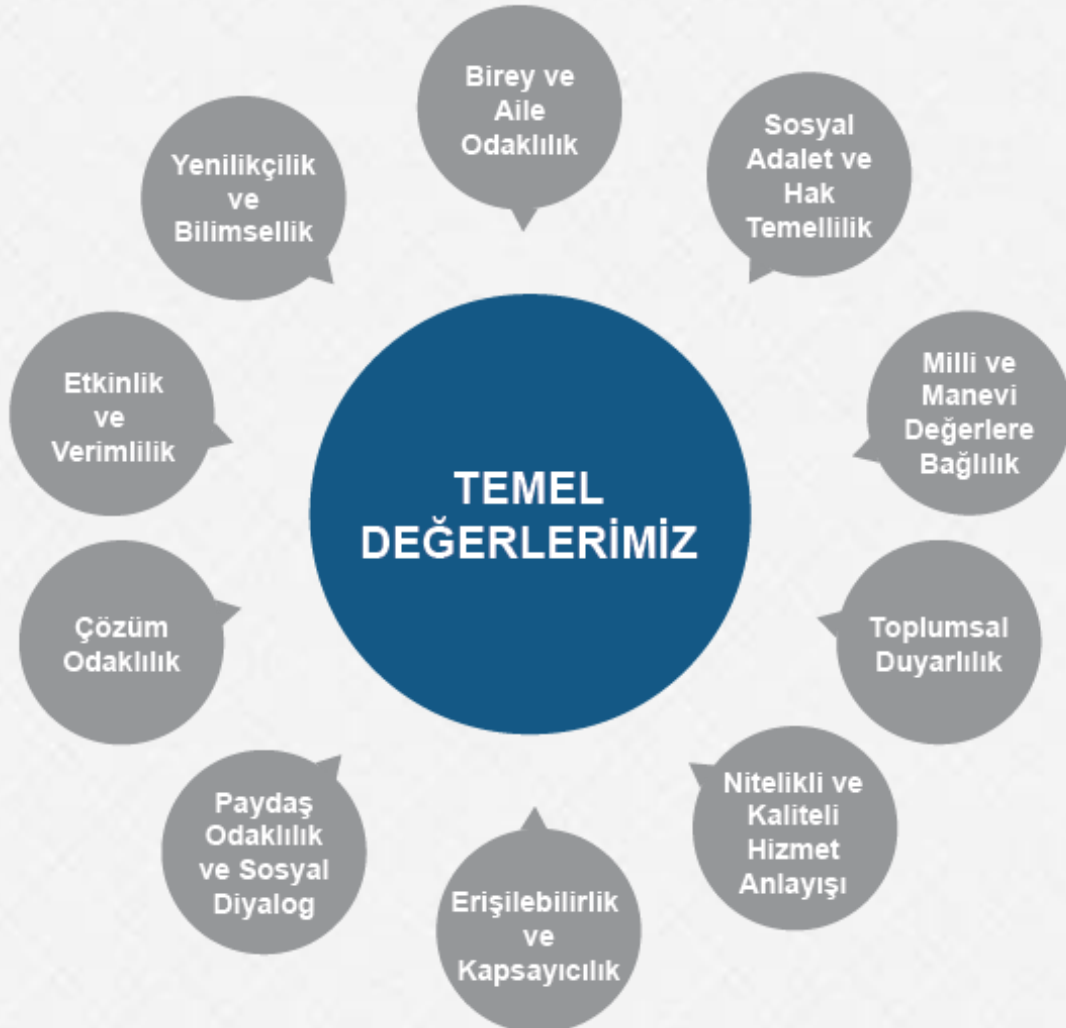 Birey ve
Aile
Odaklılık
Sosyal
Adalet ve
Hak
Temellilik
Milli ve
Manevi
Değerlere
Bağlılık
Toplumsal
Duyarlılık
Nitelikli ve
Kaliteli
Hizmet
Anlayışı
Erişilebilirlik
ve
Kapsayıcılık
Paydaş
Odaklılık
ve Sosyal
Diyalog
Çözüm
Odaklılık
Etkinlik
ve
Verimlilik
Yenilikçilik
ve
Bilimsellik
TEMEL
DEĞERLERİMİZ